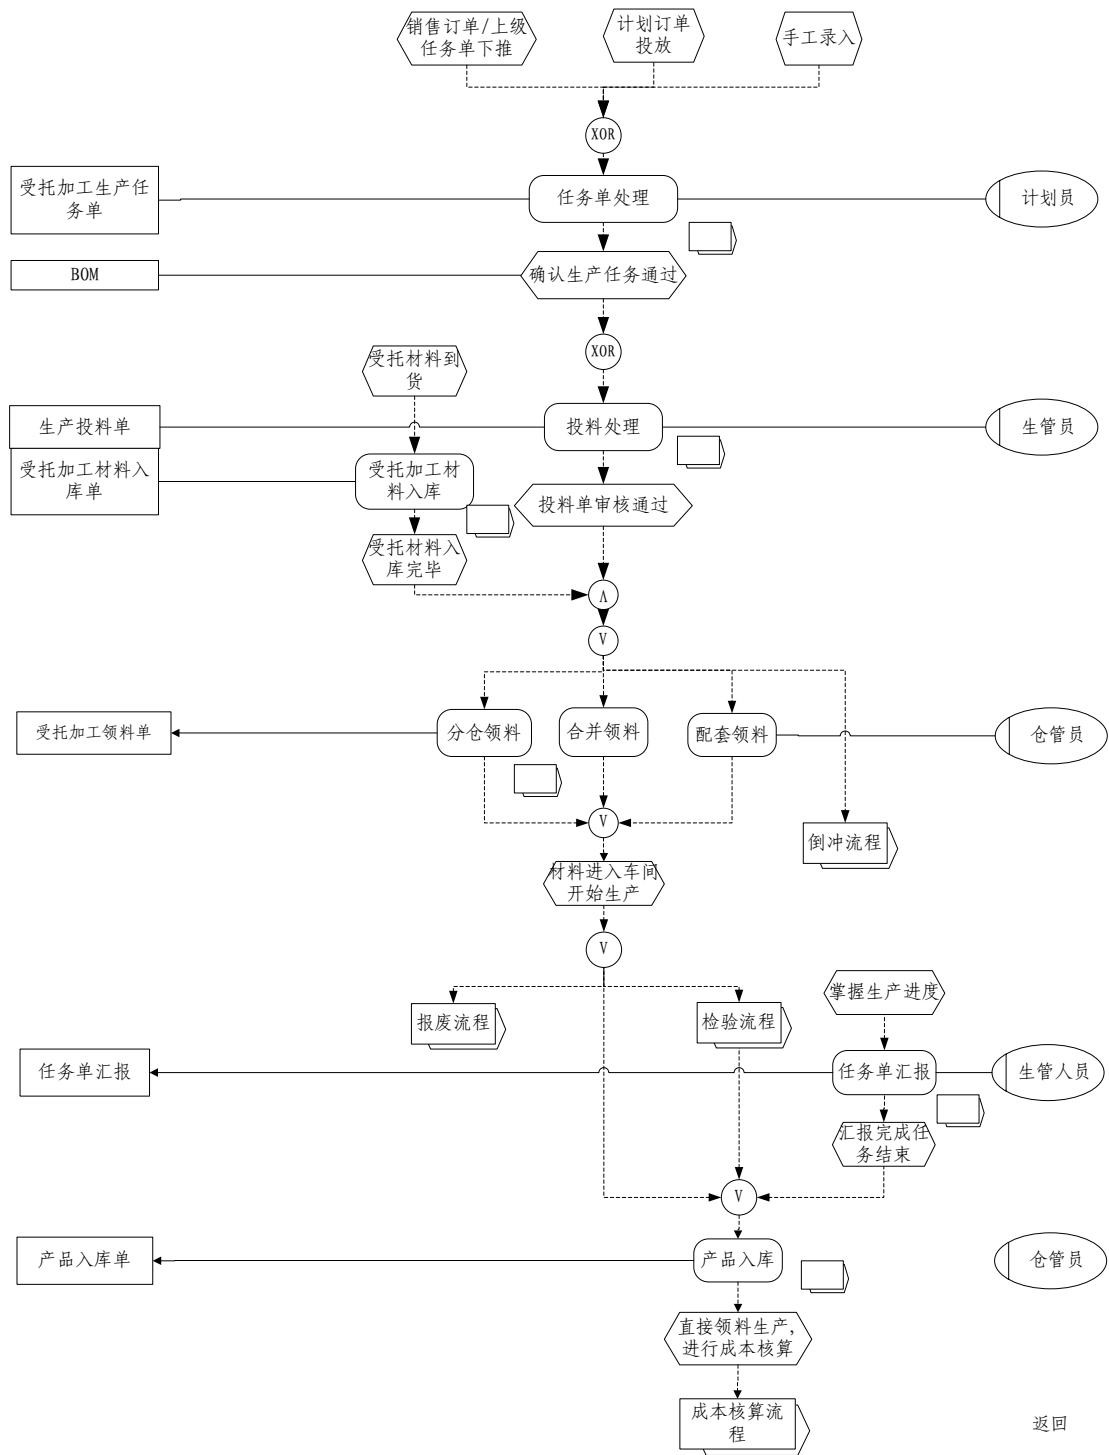 销售订单/上级
任务单下推
计划订单
投放
手工录入
XOR
受托加工生产任
务单
任务单处理
计划员
BOM
确认生产任务通过
XOR
受托材料到
货
生产投料单
投料处理
生管员
受托加工材料入
库单
受托加工材
料入库
投料单审核通过
受托材料入
库完毕
Λ
V
受托加工领料单
分仓领料
合并领料
配套领料
仓管员
V
倒冲流程
材料进入车间
开始生产
V
掌握生产进度
报废流程
检验流程
任务单汇报
任务单汇报
生管人员
汇报完成任
务结束
V
产品入库单
产品入库
仓管员
直接领料生产,
进行成本核算
成本核算流
程
返回